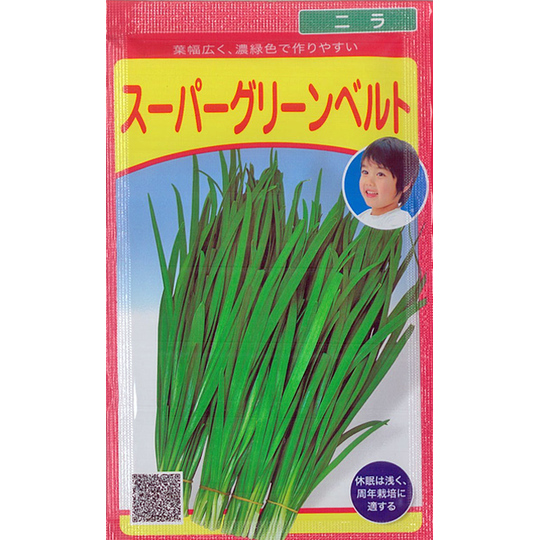 ニラ
葉幅広く、濃緑色で作りやすい
スーパーグリーンベルト
休眠は浅く、
周年栽培に
適する